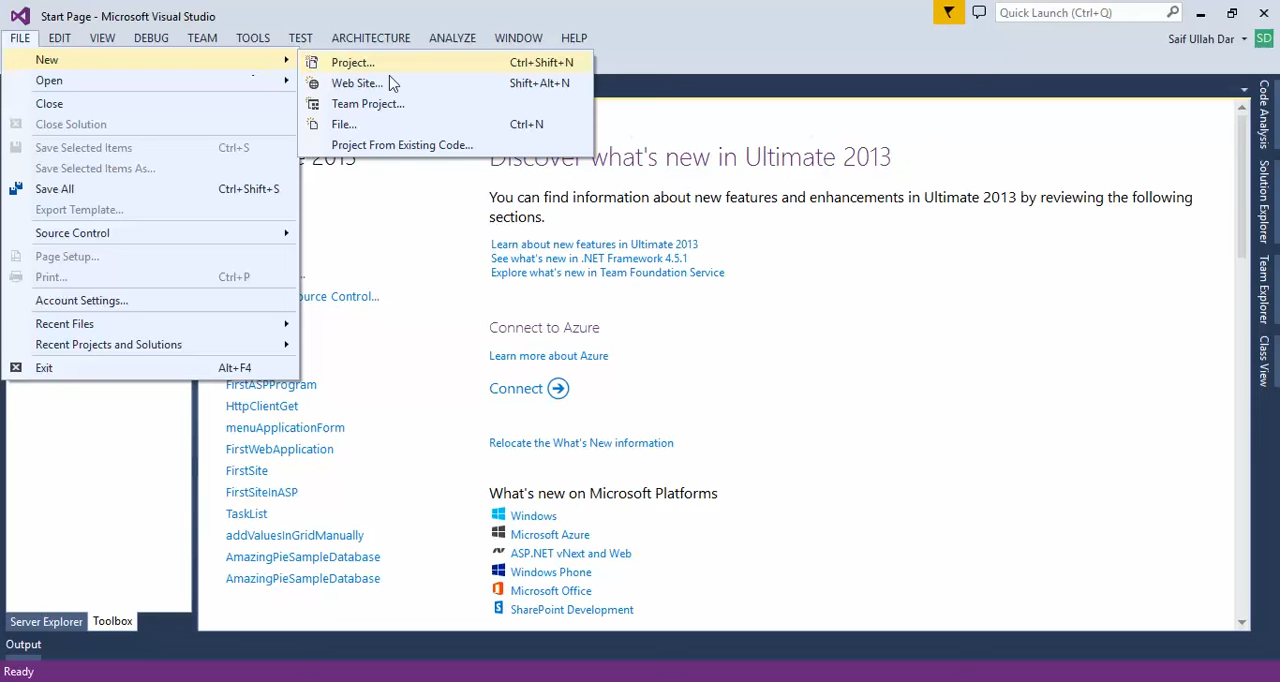 Start Page - Microsoft Visual Studio
Quick Launch (Ctrl+Q)
FILE EDIT VIEW DEBUG TEAM TOOLS TEST ARCHITECTURE ANALYZE WINDOW HELP
Saif Ullah Dar SD
New
Open
Close
Close Solution
Save Selected Items Ctrl+S
Save Selected Items As...
Save All Ctrl+Shift+S
Export Template...
Source Control
Page Setup...
Print... Ctrl+P
Account Settings...
Recent Files
Recent Projects and Solutions
Exit Alt+F4
Project... Ctrl+Shift+N
Web Site... Shift+Alt+N
Team Project...
File... Ctrl+N
Project From Existing Code...
2013
ource Control...
FirstASPProgram
HttpClientGet
menuApplicationForm
FirstWebApplication
FirstSite
FirstSiteInASP
TaskList
addValuesInGridManually
AmazingPieSampleDatabase
AmazingPieSampleDatabase
Discover what's new in Ultimate 2013
You can find information about new features and enhancements in Ultimate 2013 by reviewing the following
sections.
Learn about new features in Ultimate 2013
See what's new in .NET Framework 4.5.1
Explore what's new in Team Foundation Service
Connect to Azure
Learn more about Azure
Connect
Relocate the What's New information
What's new on Microsoft Platforms
Windows
Microsoft Azure
ASP.NET vNext and Web
Windows Phone
Microsoft Office
SharePoint Development
Code Analysis
Solution Explorer
Team Explorer
Class View
Server Explorer Toolbox
Output
Ready